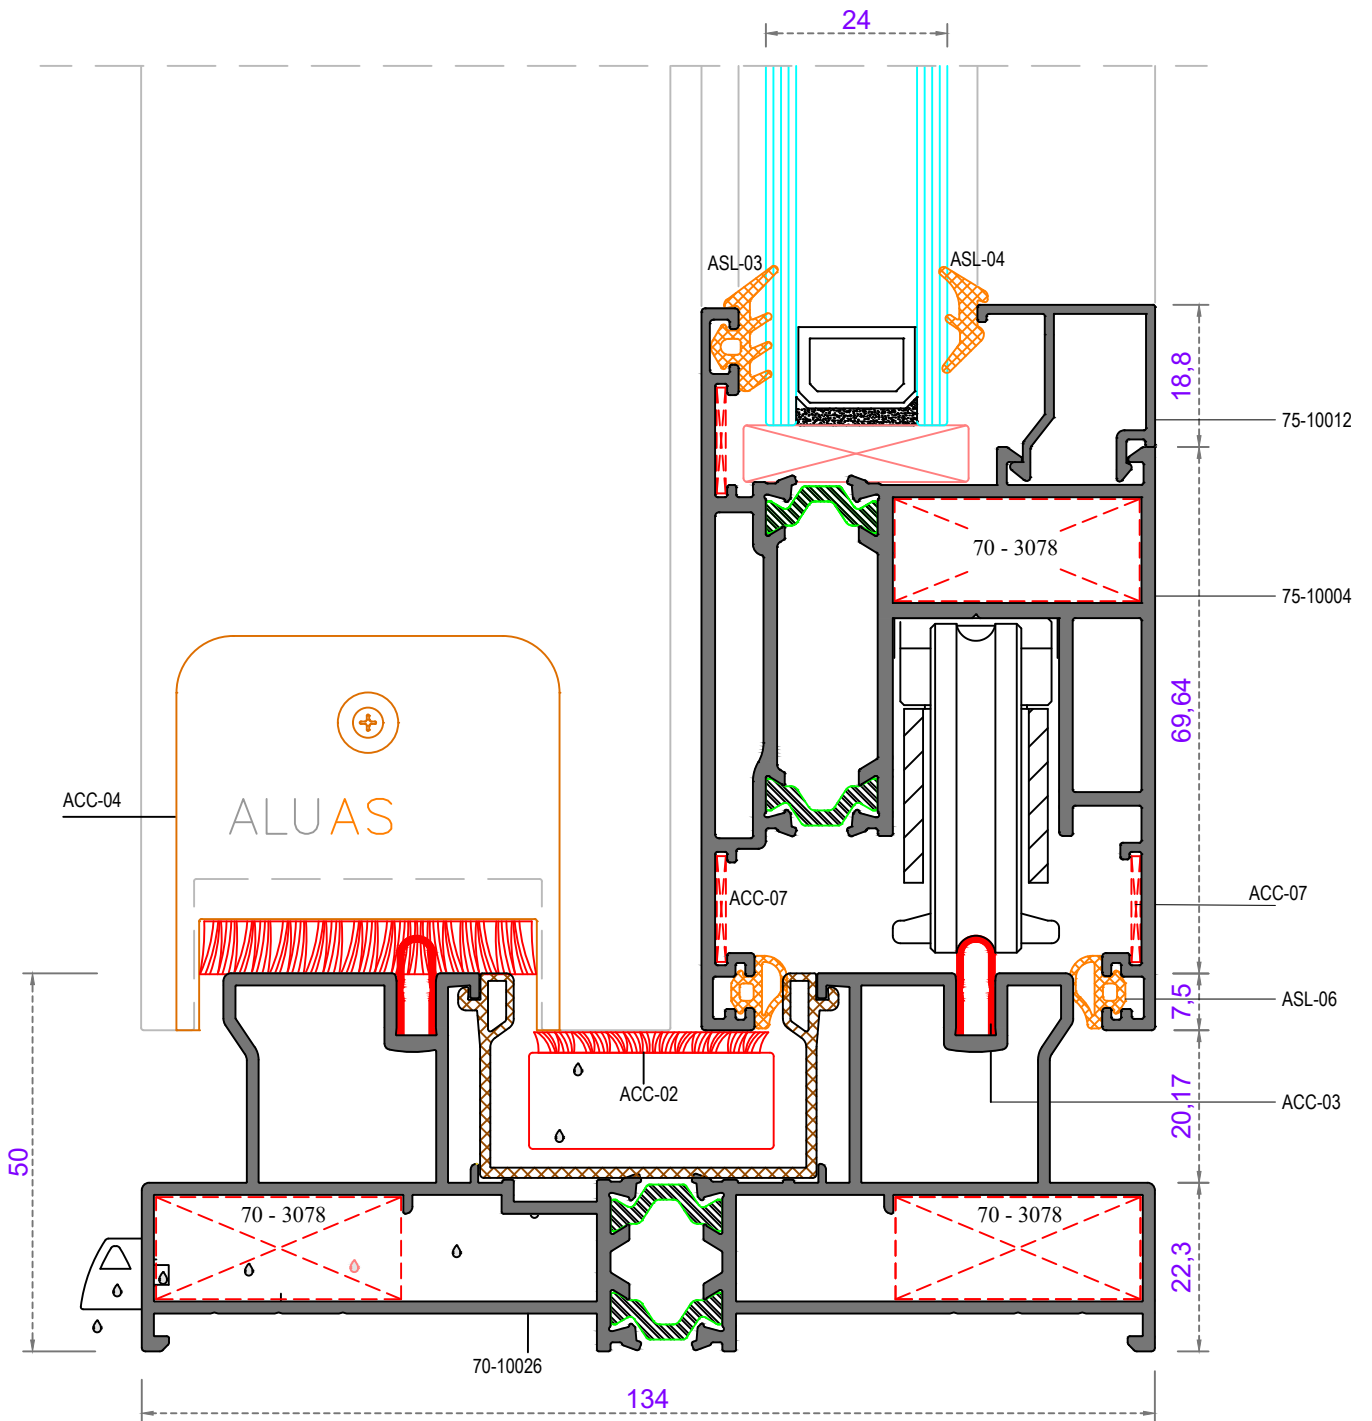 24
ASL-03
ASL-04
18,8
75-10012
70 - 3078
75-10004
69,64
ACC-04
ALUAS
ACC-07
ACC-07
7,5
ASL-06
ACC-02
20,17
ACC-03
50
70 - 3078
70 - 3078
22,3
70-10026
134